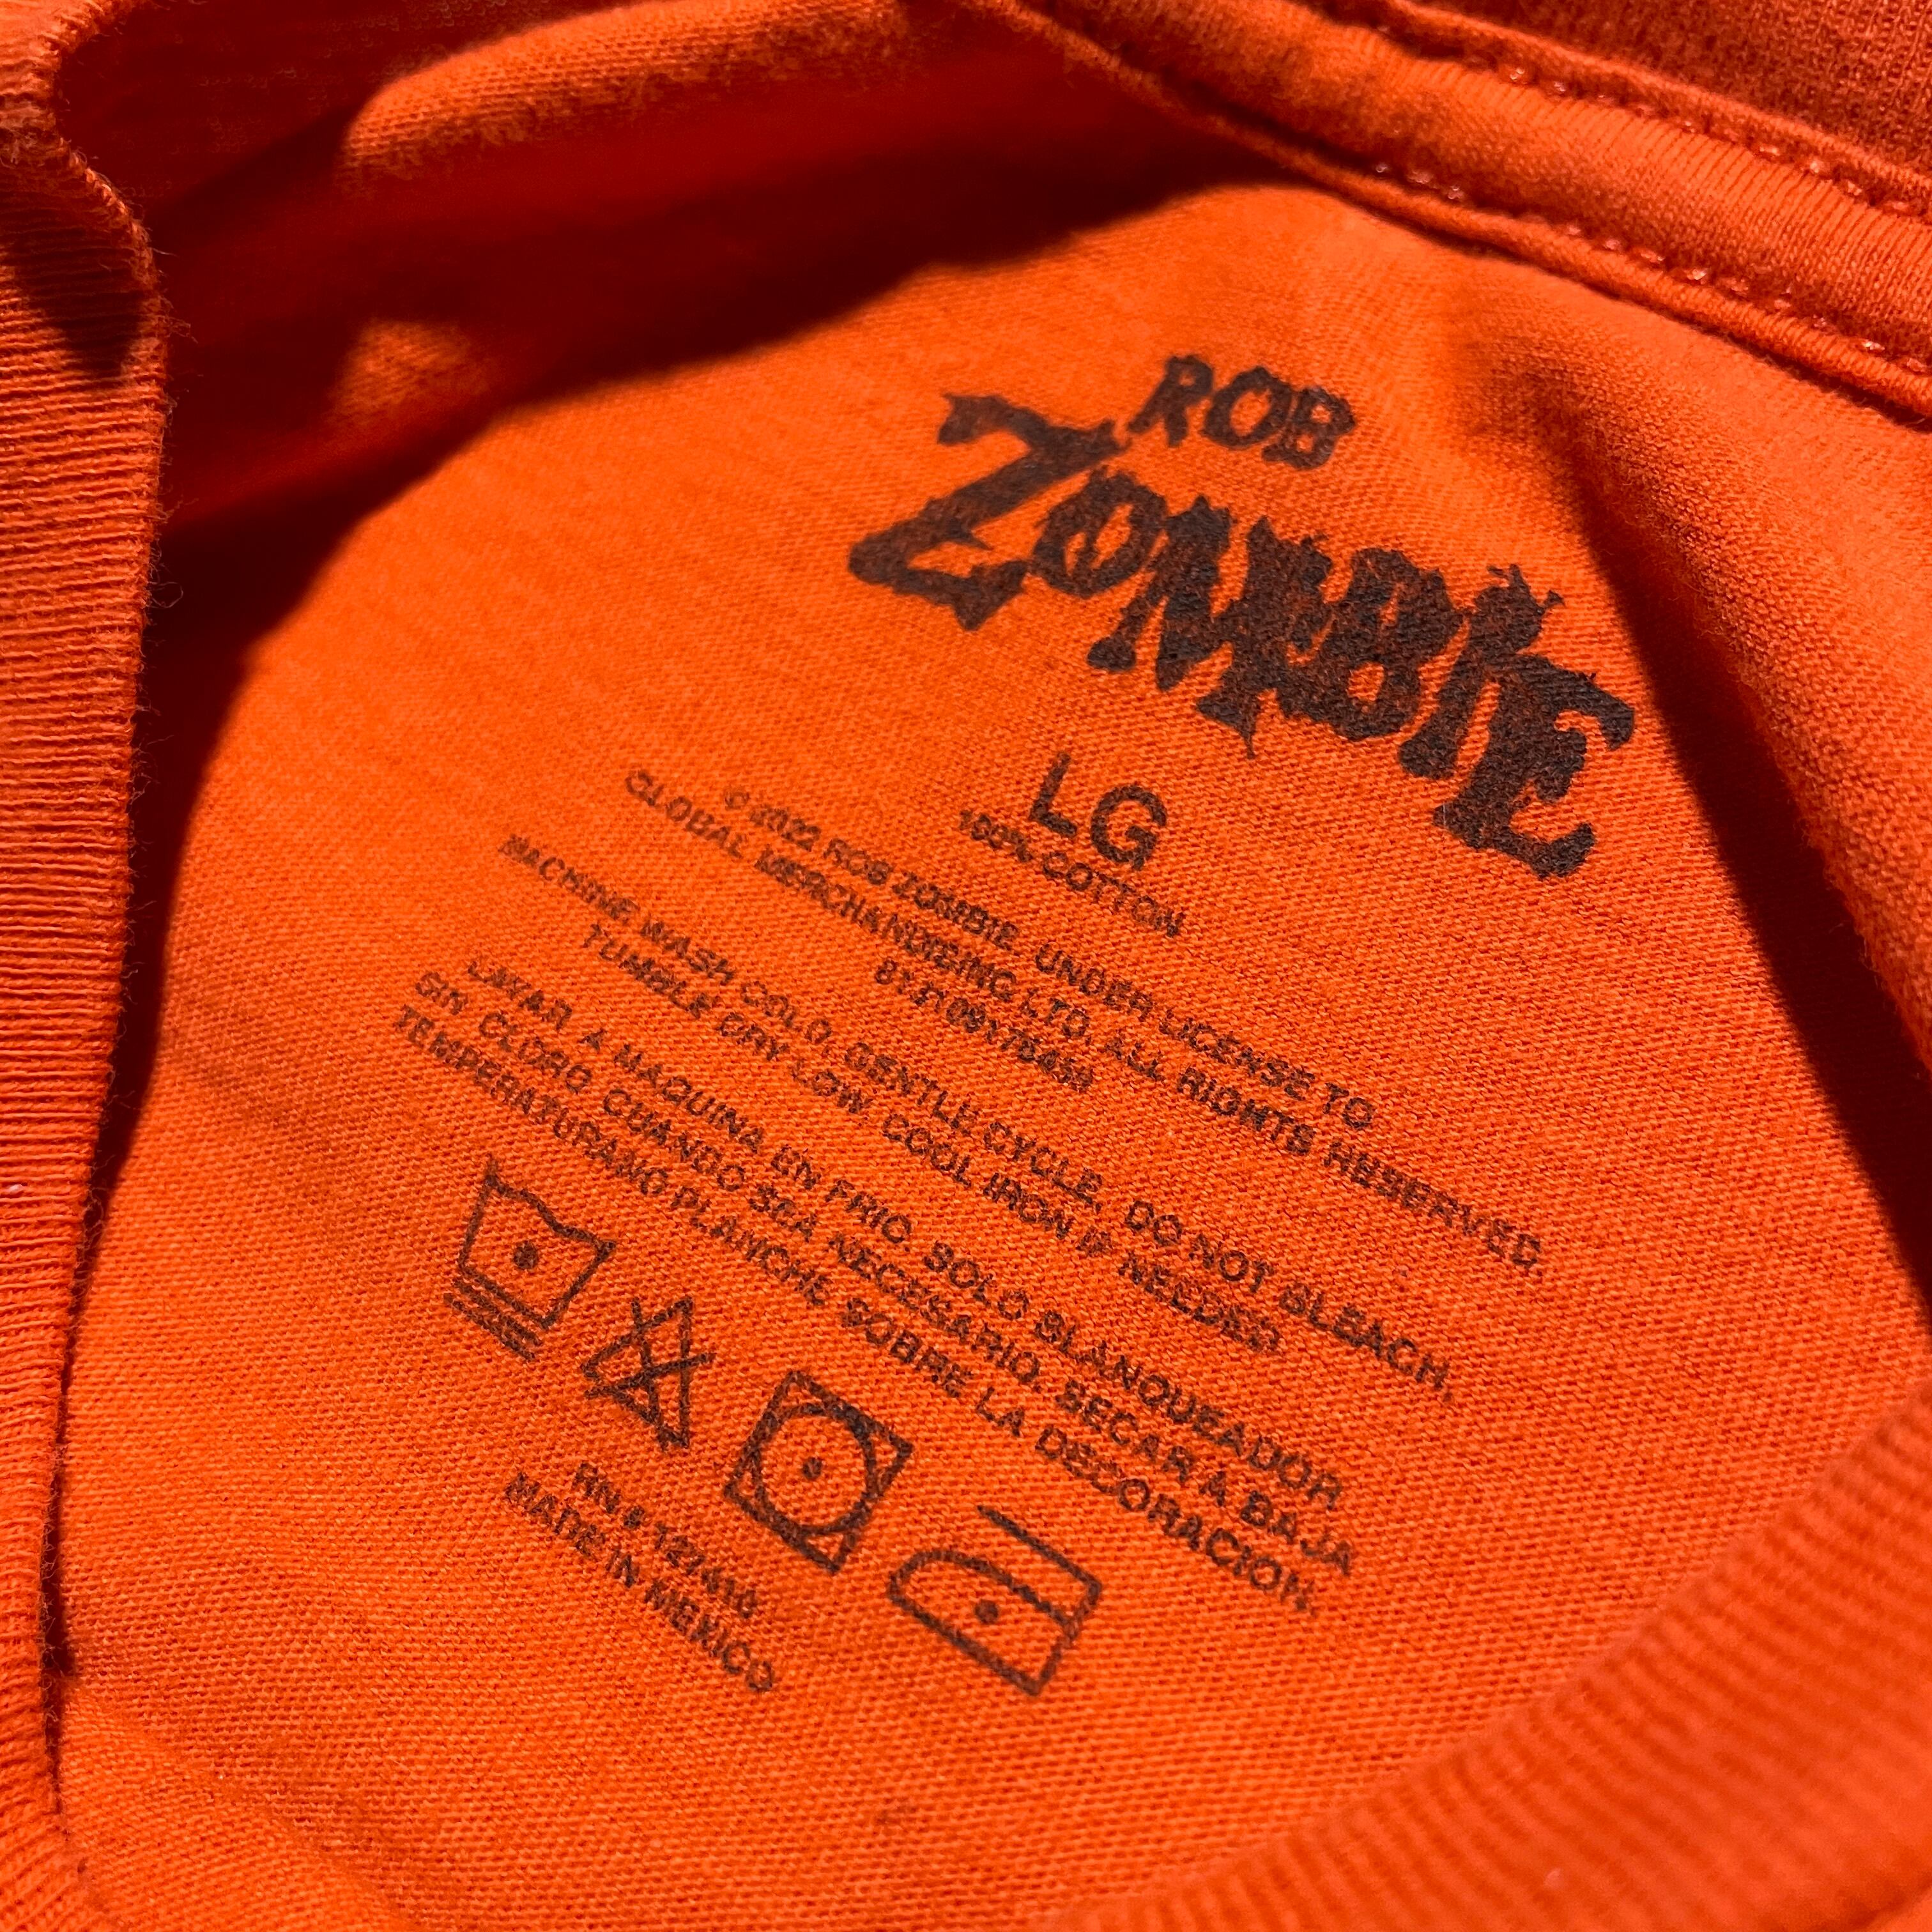 ROB
ZOMBIE
LG
100% COTTON
© 2022 ROB ZOMBIE. UNDER LICENSE TO
GLOBAL MERCHANDISING LTD. ALL RIGHTS RESERVED.
MACHINE WASH COLD, GENTLE CYCLE. DO NOT BLEACH.
TUMBLE DRY LOW COOL IRON IF NEEDED
LAVAR A MAQUINA EN FRIO. SOLO BLANQUEADOR
SIN CLORO CUANDO SEA NECESARIO. SECAR A BAJA
TEMPERATURA NO PLANCHE SOBRE LA DECORACION.
RN #
MADE IN MEXICO